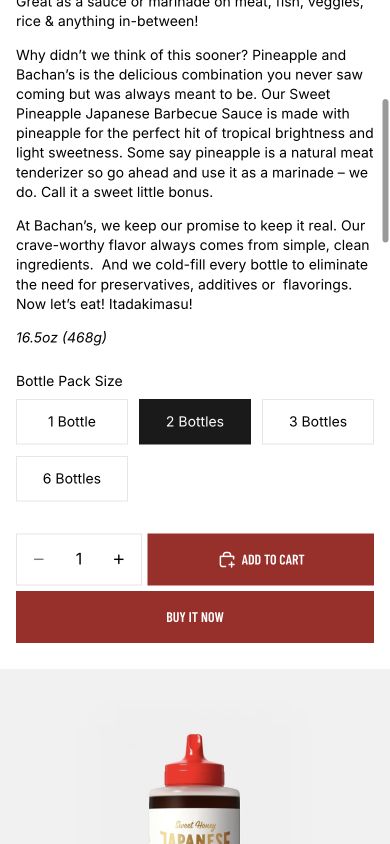 Great as a sauce or marinade on meat, fish, veggies,
rice & anything in-between!
Why didn’t we think of this sooner? Pineapple and
Bachan’s is the delicious combination you never saw
coming but was always meant to be. Our Sweet
Pineapple Japanese Barbecue Sauce is made with
pineapple for the perfect hit of tropical brightness and
light sweetness. Some say pineapple is a natural meat
tenderizer so go ahead and use it as a marinade – we
do. Call it a sweet little bonus.
At Bachan’s, we keep our promise to keep it real. Our
crave-worthy flavor always comes from simple, clean
ingredients.  And we cold-fill every bottle to eliminate
the need for preservatives, additives or  flavorings.
Now let’s eat! Itadakimasu!
16.5oz (468g)
Bottle Pack Size
1 Bottle
2 Bottles
3 Bottles
6 Bottles
− 1 +
ADD TO CART
BUY IT NOW
Sweet Honey
JAPANESE